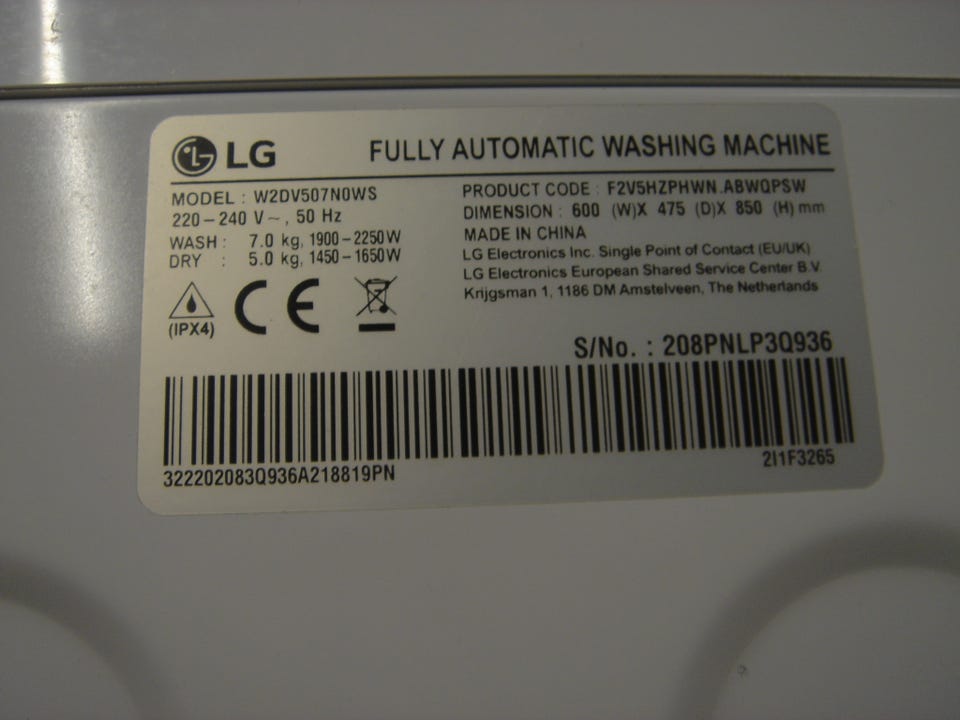 LG FULLY AUTOMATIC WASHING MACHINE
MODEL : W2DV507N0WS
220-240 V~, 50 Hz
WASH : 7.0 kg, 1900-2250W
DRY : 5.0 kg, 1450-1650W
(IPX4)
CE
PRODUCT CODE : F2V5HZPHWN.ABWQPSW
DIMENSION : 600 (W)X 475 (D)X 850 (H) mm
MADE IN CHINA
LG Electronics Inc. Single Point of Contact (EU/UK)
LG Electronics European Shared Service Center B.V.
Krijgsman 1, 1186 DM Amstelveen, The Netherlands
S/No. : 208PNLP3Q936
322202083Q936A218819PN
2I1F3265